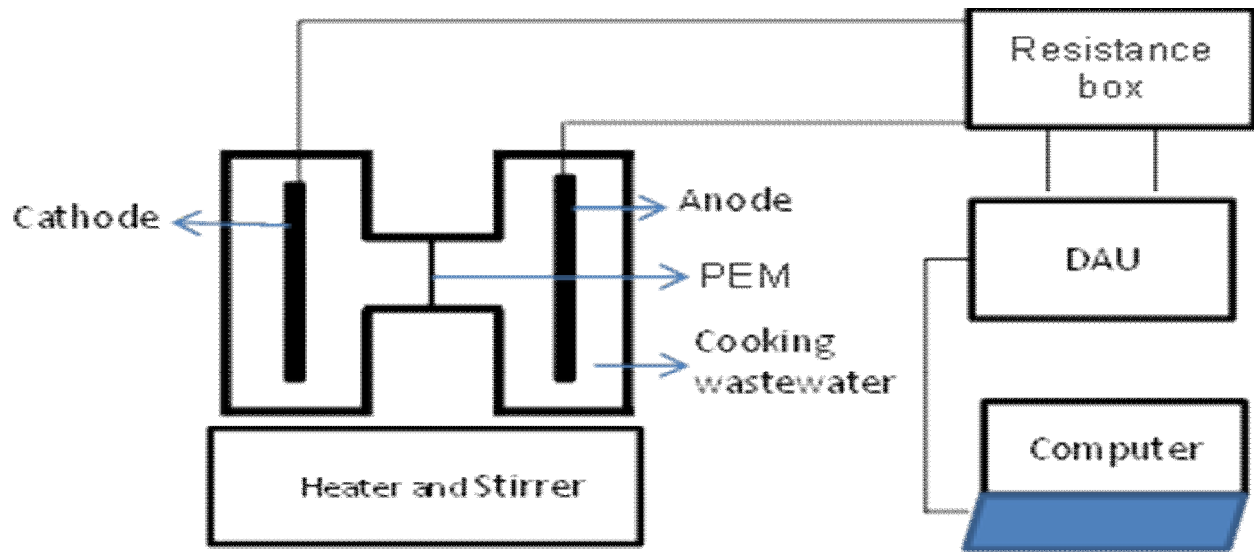 Resistance
box
Cathode
Anode
PEM
DAU
Cooking
wastewater
Computer
Heater and Stirrer